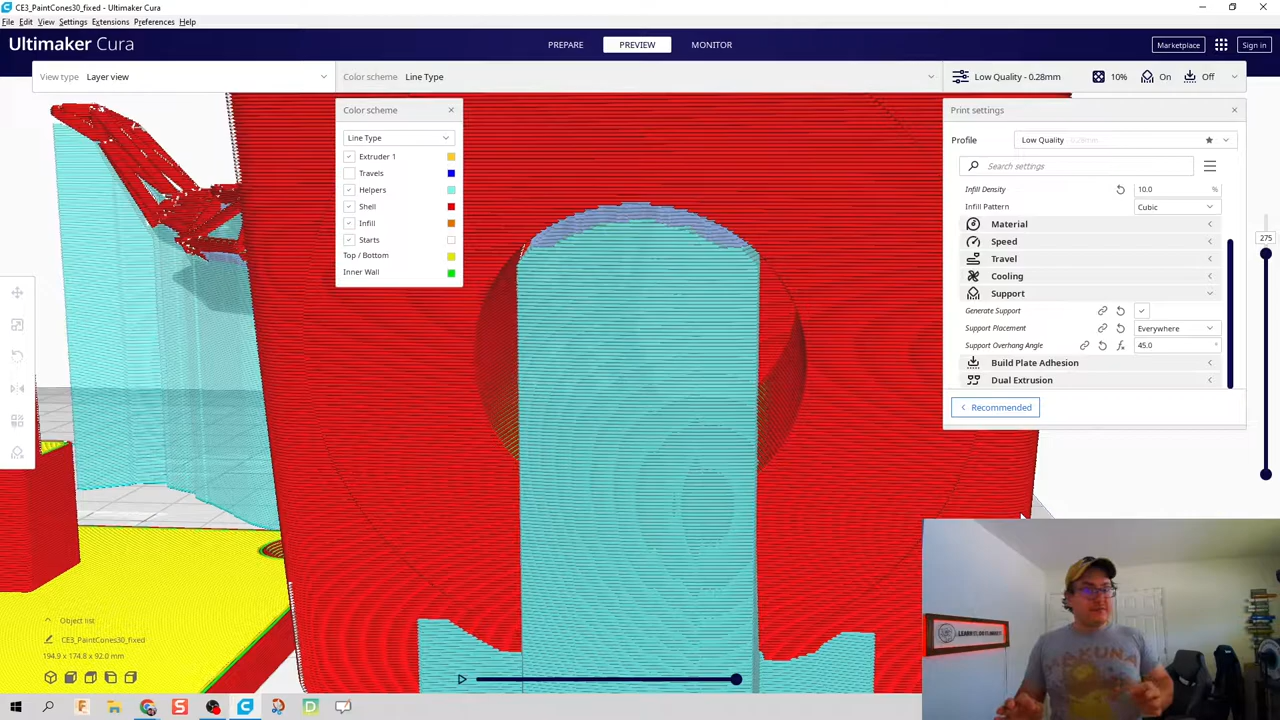 CE3_PaintCones30_fixed - Ultimaker Cura
File Edit View Settings Extensions Preferences Help
Ultimaker Cura
PREPARE
PREVIEW
MONITOR
Marketplace
Sign in
View type Layer view
Color scheme Line Type
Low Quality - 0.28mm
10%
On
Off
Color scheme
Line Type
Extruder 1
Travels
Helpers
Shell
Infill
Starts
Top / Bottom
Inner Wall
Print settings
Profile
Low Quality - 0.28mm
Search settings
Infill Density 10.0 %
Infill Pattern Cubic
Material
Speed
Travel
Cooling
Support
Generate Support
Support Placement Everywhere
Support Overhang Angle 45.0 °
Build Plate Adhesion
Dual Extrusion
Recommended
275
Object list
CE3_PaintCones30_fixed
194.9 x 174.8 x 92.0 mm